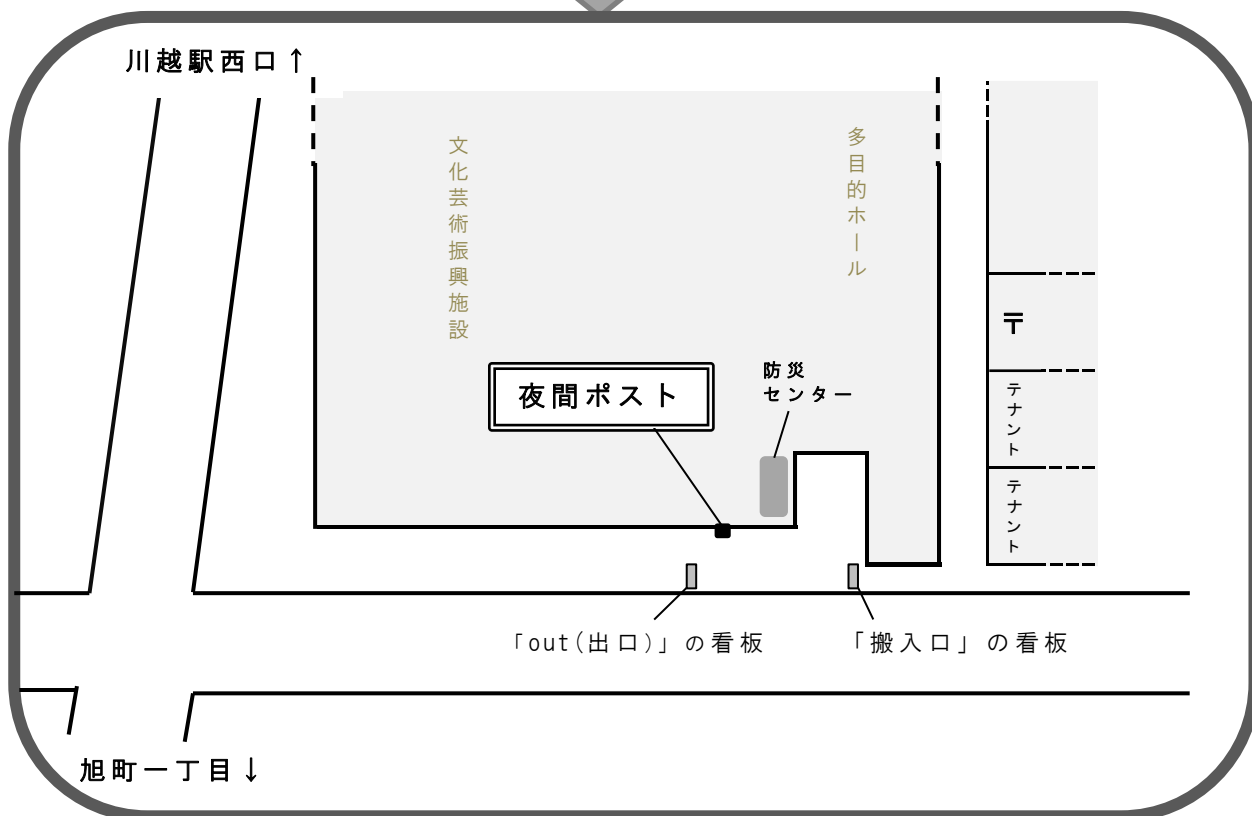 川越駅西口↑
文化芸術振興施設
多目的ホール
〒
夜間ポスト
防災
センター
テナント
テナント
「out(出口)」の看板
「搬入口」の看板
旭町一丁目↓